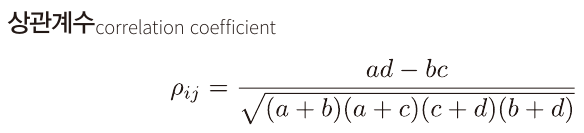 상관계수correlation coefficient
ρij = ad − bc / √(a + b)(a + c)(c + d)(b + d)